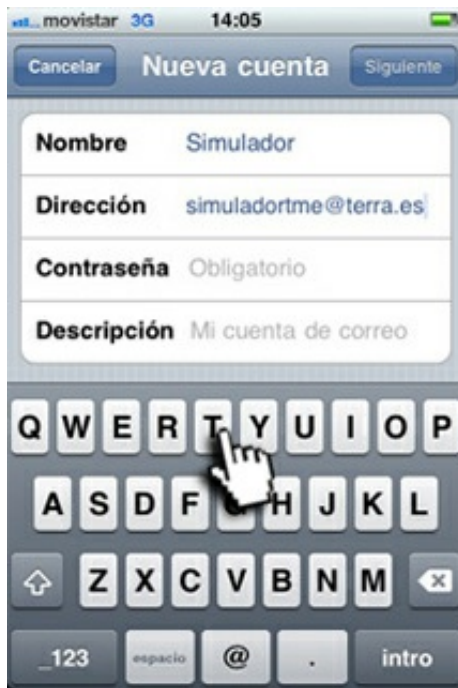 movistar 3G 14:05
Cancelar Nueva cuenta Siguiente
Nombre Simulador
Dirección simuladortme@terra.es
Contraseña Obligatorio
Descripción Mi cuenta de correo
Q W E R T Y U I O P
A S D F G H J K L
Z X C V B N M
_123 espacio @ . intro